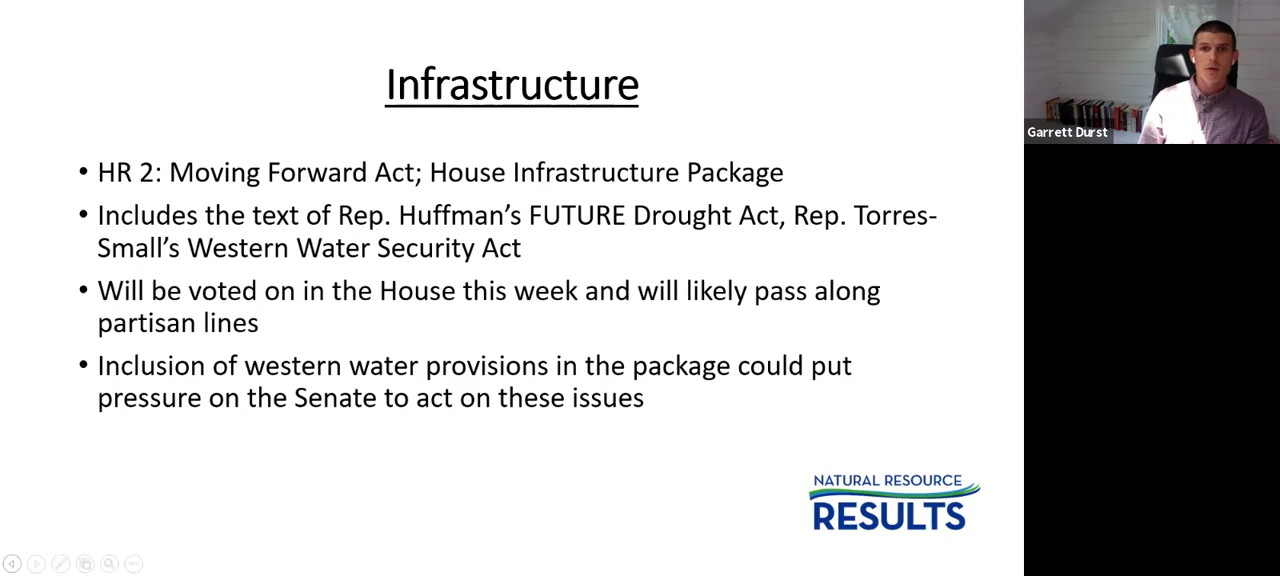 Infrastructure
• HR 2: Moving Forward Act; House Infrastructure Package
• Includes the text of Rep. Huffman’s FUTURE Drought Act, Rep. Torres-
Small’s Western Water Security Act
• Will be voted on in the House this week and will likely pass along
partisan lines
• Inclusion of western water provisions in the package could put
pressure on the Senate to act on these issues
NATURAL RESOURCE
RESULTS
Garrett Durst